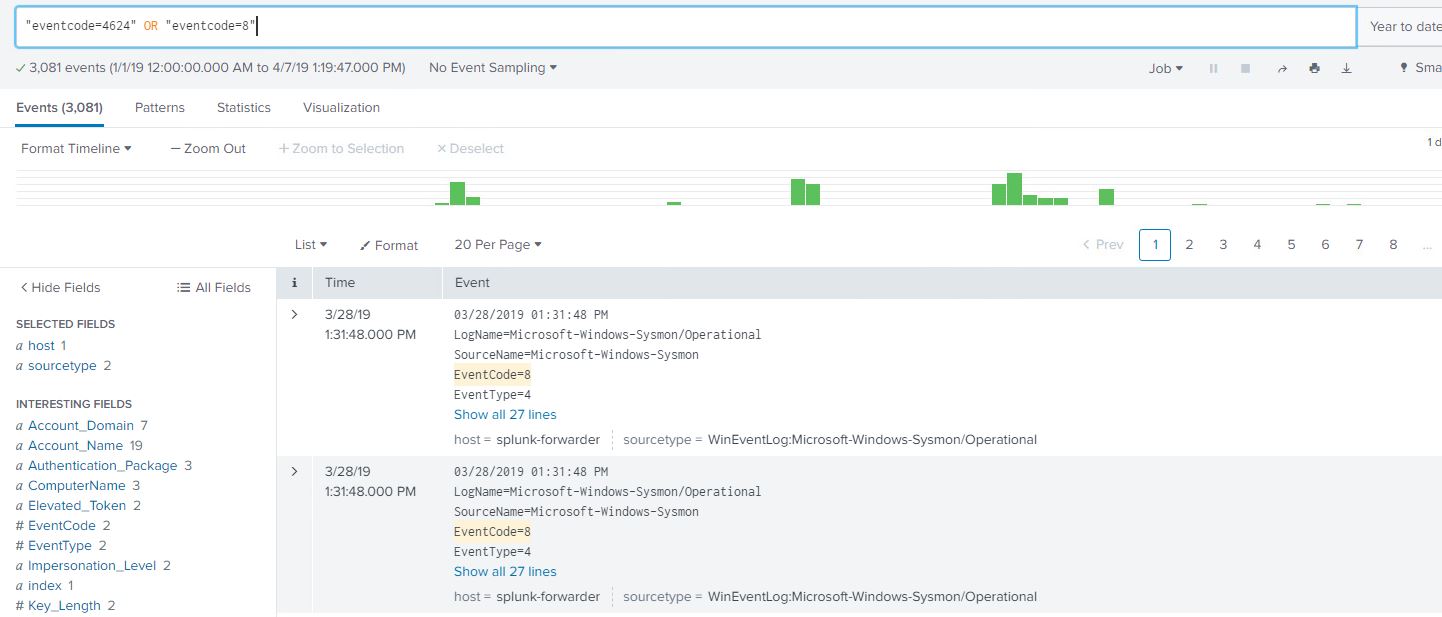 "eventcode=4624" OR "eventcode=8"
Year to date
3,081 events (1/1/19 12:00:00.000 AM to 4/7/19 1:19:47.000 PM) No Event Sampling
Job
Sma
Events (3,081) Patterns Statistics Visualization
Format Timeline — Zoom Out + Zoom to Selection × Deselect
1 d
List Format 20 Per Page
< Prev 1 2 3 4 5 6 7 8 ...
< Hide Fields All Fields
i Time Event
SELECTED FIELDS
a host 1
a sourcetype 2
INTERESTING FIELDS
a Account_Domain 7
a Account_Name 19
a Authentication_Package 3
a ComputerName 3
a Elevated_Token 2
# EventCode 2
# EventType 2
a Impersonation_Level 2
a index 1
# Key_Length 2
> 3/28/19
1:31:48.000 PM
03/28/2019 01:31:48 PM
LogName=Microsoft-Windows-Sysmon/Operational
SourceName=Microsoft-Windows-Sysmon
EventCode=8
EventType=4
Show all 27 lines
host = splunk-forwarder sourcetype = WinEventLog:Microsoft-Windows-Sysmon/Operational
> 3/28/19
1:31:48.000 PM
03/28/2019 01:31:48 PM
LogName=Microsoft-Windows-Sysmon/Operational
SourceName=Microsoft-Windows-Sysmon
EventCode=8
EventType=4
Show all 27 lines
host = splunk-forwarder sourcetype = WinEventLog:Microsoft-Windows-Sysmon/Operational